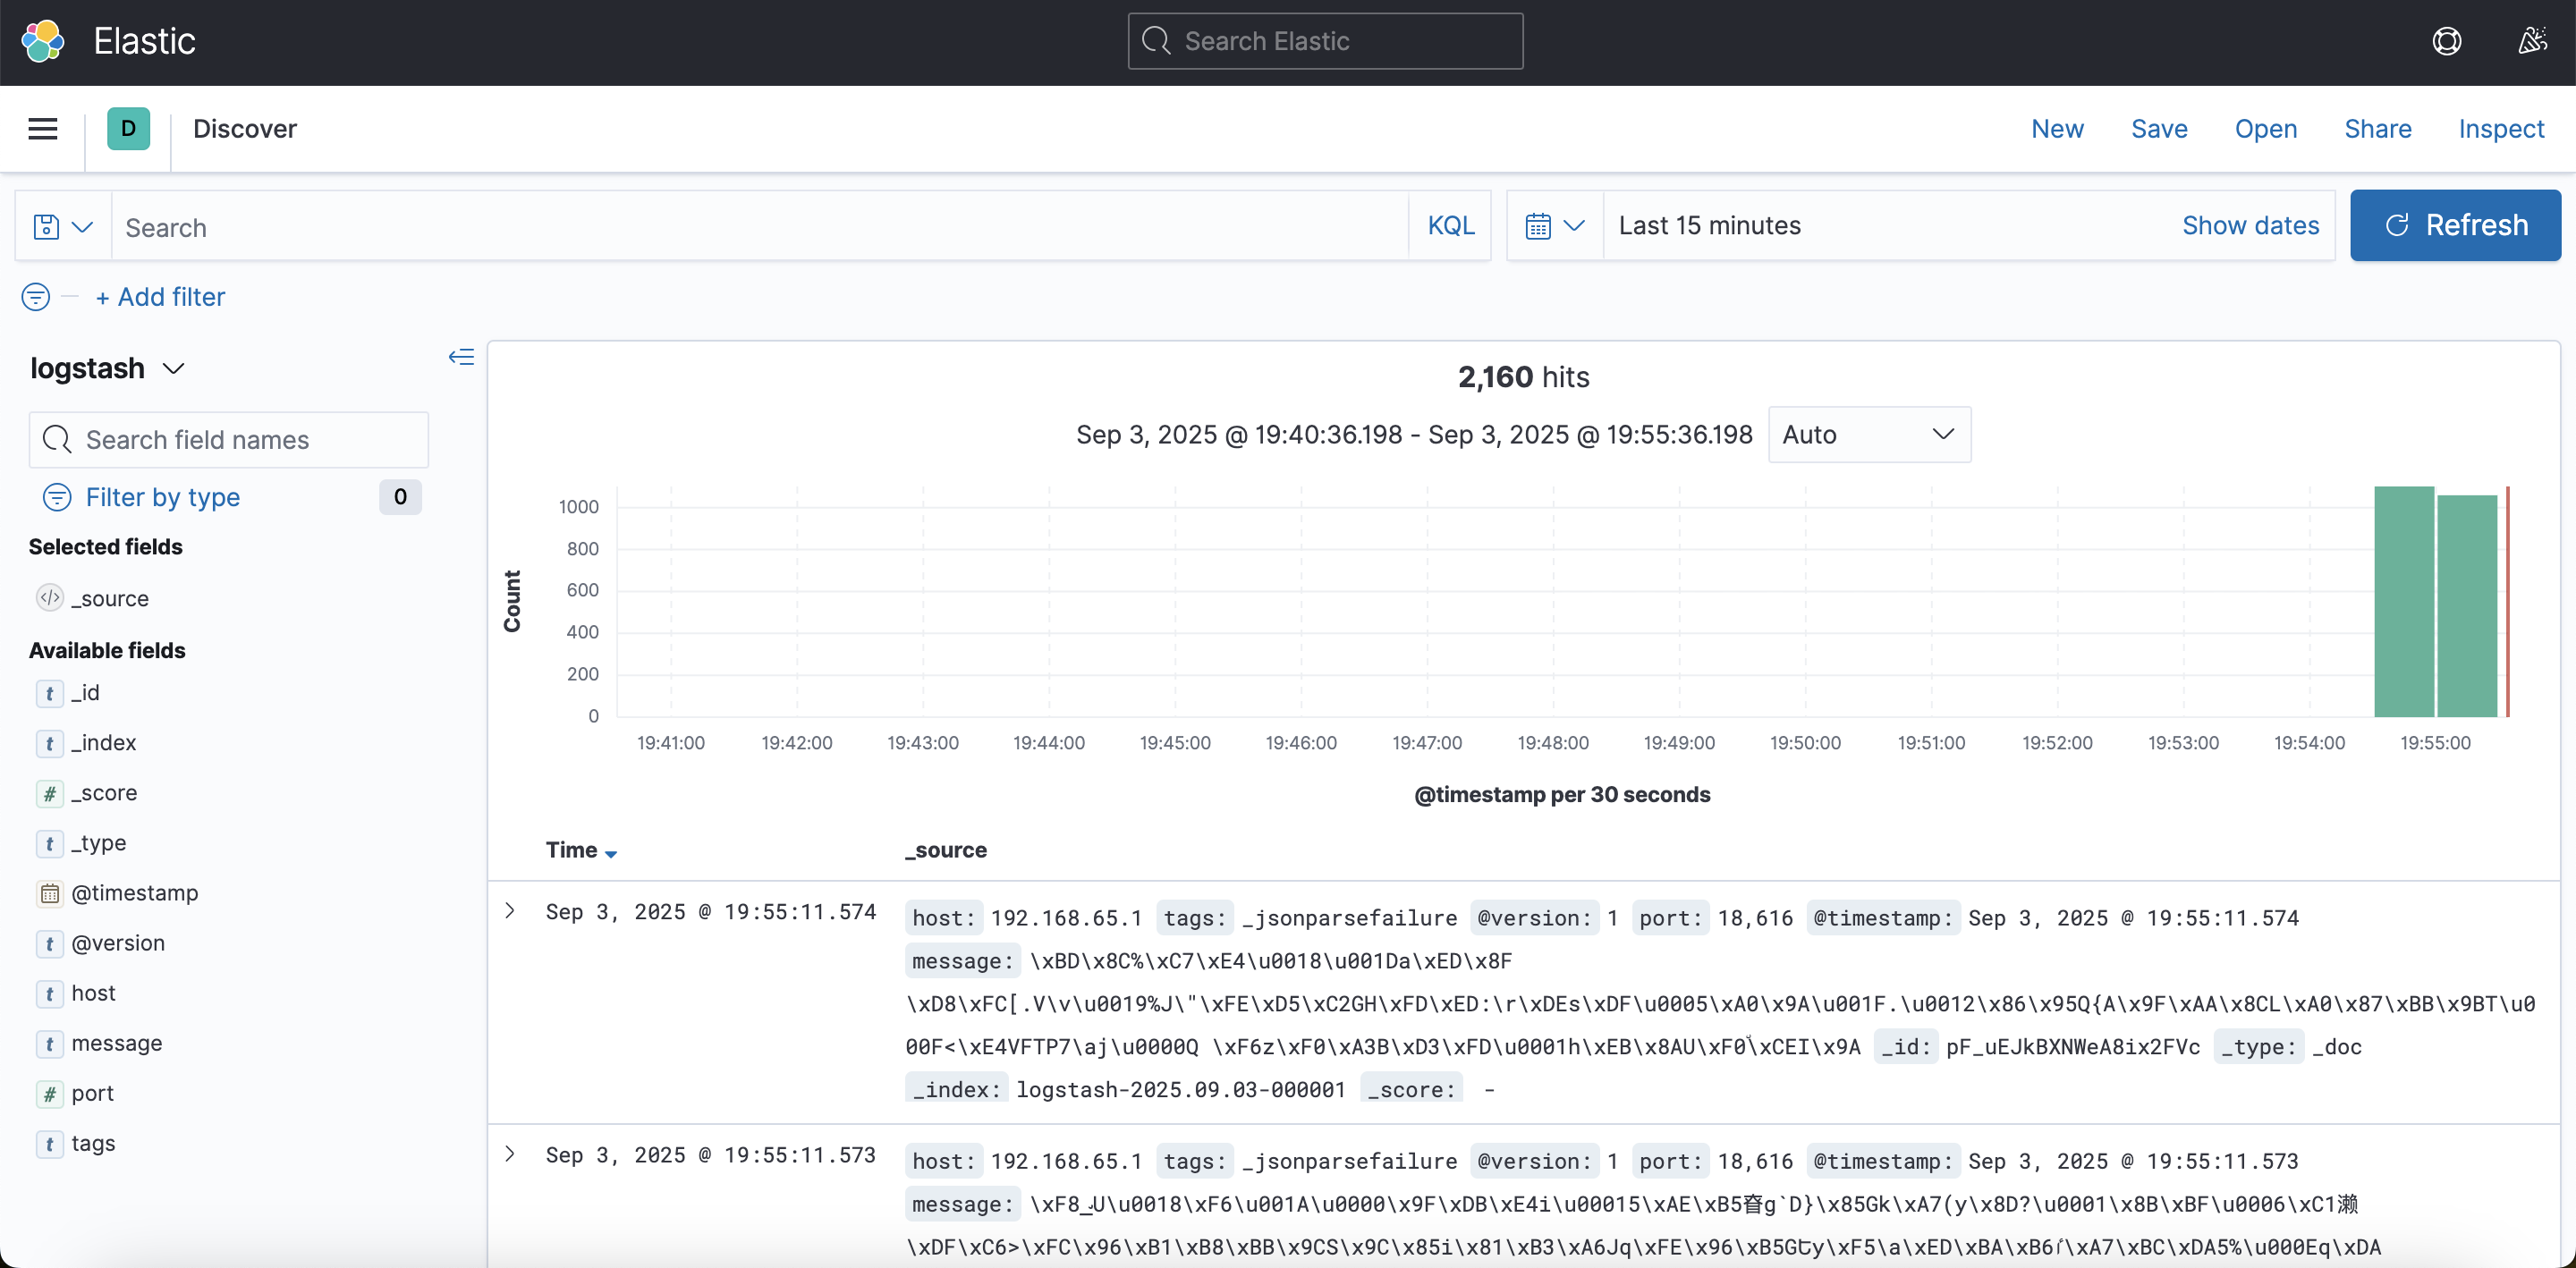 Elastic
Search Elastic
D
Discover
New Save Open Share Inspect
Search
KQL
Last 15 minutes
Show dates
Refresh
+ Add filter
logstash
Search field names
Filter by type 0
Selected fields
_source
Available fields
t _id
t _index
# _score
t _type
@timestamp
t @version
t host
t message
# port
t tags
2,160 hits
Sep 3, 2025 @ 19:40:36.198 - Sep 3, 2025 @ 19:55:36.198 Auto
Count
1000
800
600
400
200
0
19:41:00 19:42:00 19:43:00 19:44:00 19:45:00 19:46:00 19:47:00 19:48:00 19:49:00 19:50:00 19:51:00 19:52:00 19:53:00 19:54:00 19:55:00
@timestamp per 30 seconds
Time _source
Sep 3, 2025 @ 19:55:11.574 host: 192.168.65.1 tags: _jsonparsefailure @version: 1 port: 18,616 @timestamp: Sep 3, 2025 @ 19:55:11.574
message: \xBD\x8C%\xC7\xE4\u0018\u001Da\xED\x8F
\xD8\xFC[.V\v\u0019%J\"\xFE\xD5\xC2GH\xFD\xED:\r\xDEs\xDF\u0005\xA0\x9A\u001F.\u0012\x86\x95Q{A\x9F\xAA\x8CL\xA0\x87\xBB\x9BT\u0
00F<\xE4VFTP7\aj\u0000Q \xF6z\xF0\xA3B\xD3\xFD\u0001h\xEB\x8AU\xF0\xCEI\x9A _id: pF_uEJkBXNWeA8ix2FVc _type: _doc
_index: logstash-2025.09.03-000001 _score: -
Sep 3, 2025 @ 19:55:11.573 host: 192.168.65.1 tags: _jsonparsefailure @version: 1 port: 18,616 @timestamp: Sep 3, 2025 @ 19:55:11.573
message: \u0018\xF6\u001A\u0000\x9F\xDB\xE4i\u00015\xAE\xB5g`D}\x85Gk\xA7(y\x8D?\u0001\x8B\xBF\u0006\xC1濑
\xDF\xC6>\xFC\x96\xB1\xB8\xBB\x9CS\x9C\x85i\x81\xB3\xA6Jq\xFE\x96\xB5GԵy\xF5\a\xED\xBA\xB6\xA7\xBC\xDA5%\u000Eq\xDA